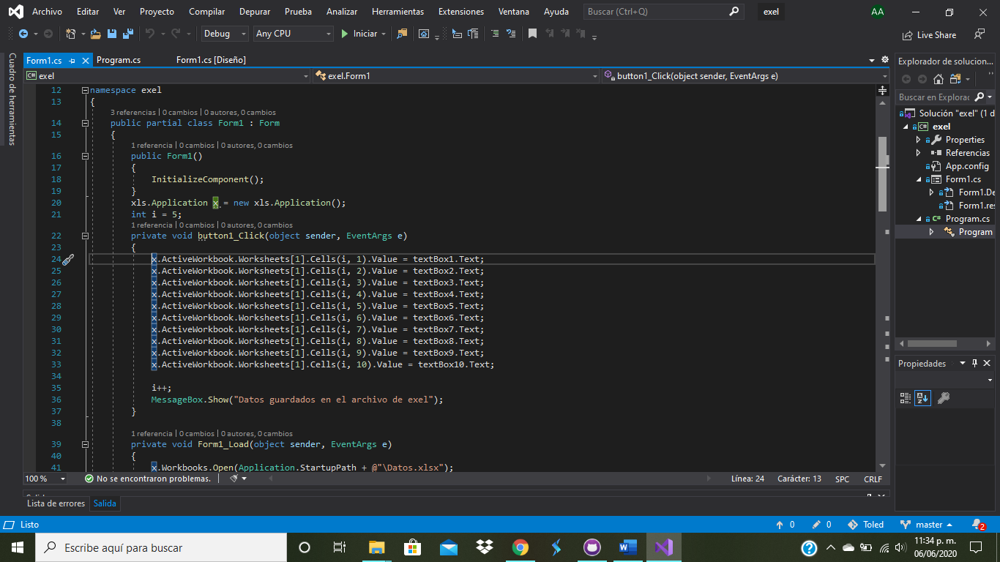 Archivo Editar Ver Proyecto Compilar Depurar Prueba Analizar Herramientas Extensiones Ventana Ayuda Buscar (Ctrl+Q) exel AA
Debug Any CPU Iniciar Live Share
Cuadro de herramientas
Form1.cs Program.cs Form1.cs [Diseño]
exel exel.Form1 button1_Click(object sender, EventArgs e)
12 namespace exel
13 {
3 referencias | 0 cambios | 0 autores, 0 cambios
14 public partial class Form1 : Form
15 {
1 referencia | 0 cambios | 0 autores, 0 cambios
16 public Form1()
17 {
18 InitializeComponent();
19 }
20 xls.Application x = new xls.Application();
21 int i = 5;
1 referencia | 0 cambios | 0 autores, 0 cambios
22 private void button1_Click(object sender, EventArgs e)
23 {
24 x.ActiveWorkbook.Worksheets[1].Cells(i, 1).Value = textBox1.Text;
25 x.ActiveWorkbook.Worksheets[1].Cells(i, 2).Value = textBox2.Text;
26 x.ActiveWorkbook.Worksheets[1].Cells(i, 3).Value = textBox3.Text;
27 x.ActiveWorkbook.Worksheets[1].Cells(i, 4).Value = textBox4.Text;
28 x.ActiveWorkbook.Worksheets[1].Cells(i, 5).Value = textBox5.Text;
29 x.ActiveWorkbook.Worksheets[1].Cells(i, 6).Value = textBox6.Text;
30 x.ActiveWorkbook.Worksheets[1].Cells(i, 7).Value = textBox7.Text;
31 x.ActiveWorkbook.Worksheets[1].Cells(i, 8).Value = textBox8.Text;
32 x.ActiveWorkbook.Worksheets[1].Cells(i, 9).Value = textBox9.Text;
33 x.ActiveWorkbook.Worksheets[1].Cells(i, 10).Value = textBox10.Text;
34
35 i++;
36 MessageBox.Show("Datos guardados en el archivo de exel");
37 }
38
1 referencia | 0 cambios | 0 autores, 0 cambios
39 private void Form1_Load(object sender, EventArgs e)
40 {
41 x.Workbooks.Open(Application.StartupPath + @"\Datos.xlsx");
100 % No se encontraron problemas. Línea: 24 Carácter: 13 SPC CRLF
Lista de errores Salida
Explorador de solucion...
Buscar en Explorac
Solución "exel" (1 d
exel
Properties
Referencias
App.config
Form1.cs
Form1.De
Form1.res
Program.cs
Program
Propiedades
Listo 0 0 Toled master 2
Escribe aquí para buscar
11:34 p. m.
06/06/2020